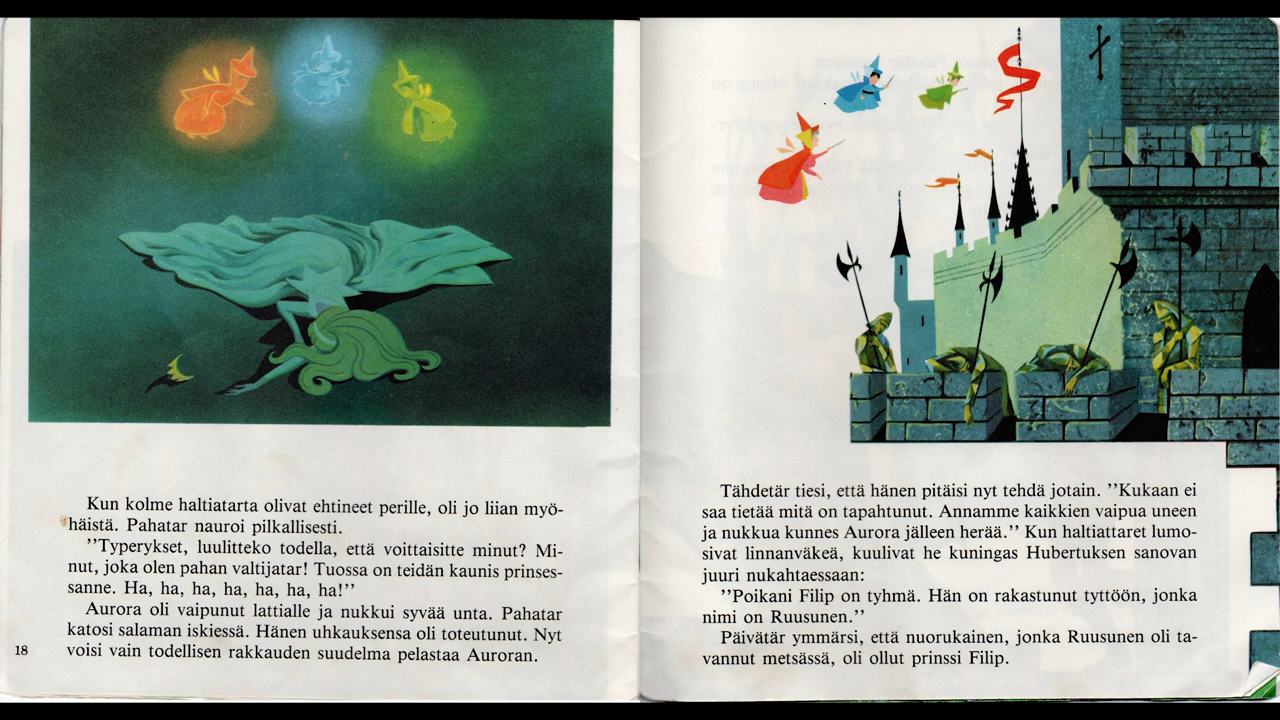 Kun kolme haltiatarta olivat ehtineet perille, oli jo liian myö-
häistä. Pahatar nauroi pilkallisesti.
”Typerykset, luulitteko todella, että voittaisitte minut? Mi-
nut, joka olen pahan valtijatar! Tuossa on teidän kaunis prinses-
sanne. Ha, ha, ha, ha, ha, ha, ha!”
Aurora oli vaipunut lattialle ja nukkui syvää unta. Pahatar
katosi salaman iskiessä. Hänen uhkauksensa oli toteutunut. Nyt
voisi vain todellisen rakkauden suudelma pelastaa Auroran.
18
Tähdetär tiesi, että hänen pitäisi nyt tehdä jotain. ”Kukaan ei
saa tietää mitä on tapahtunut. Annamme kaikkien vaipua uneen
ja nukkua kunnes Aurora jälleen herää.” Kun haltiattaret lumo-
sivat linnanväkeä, kuulivat he kuningas Hubertuksen sanovan
juuri nukahtaessaan:
”Poikani Filip on tyhmä. Hän on rakastunut tyttöön, jonka
nimi on Ruusunen.”
Päivätär ymmärsi, että nuorukainen, jonka Ruusunen oli ta-
vannut metsässä, oli ollut prinssi Filip.